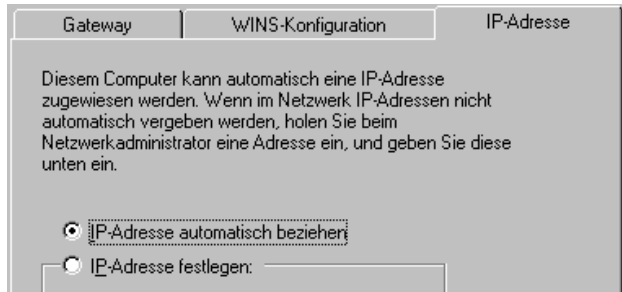 Gateway WINS-Konfiguration IP-Adresse
Diesem Computer kann automatisch eine IP-Adresse
zugewiesen werden. Wenn im Netzwerk IP-Adressen nicht
automatisch vergeben werden, holen Sie beim
Netzwerkadministrator eine Adresse ein, und geben Sie diese
unten ein.
IP-Adresse automatisch beziehen
IP-Adresse festlegen: